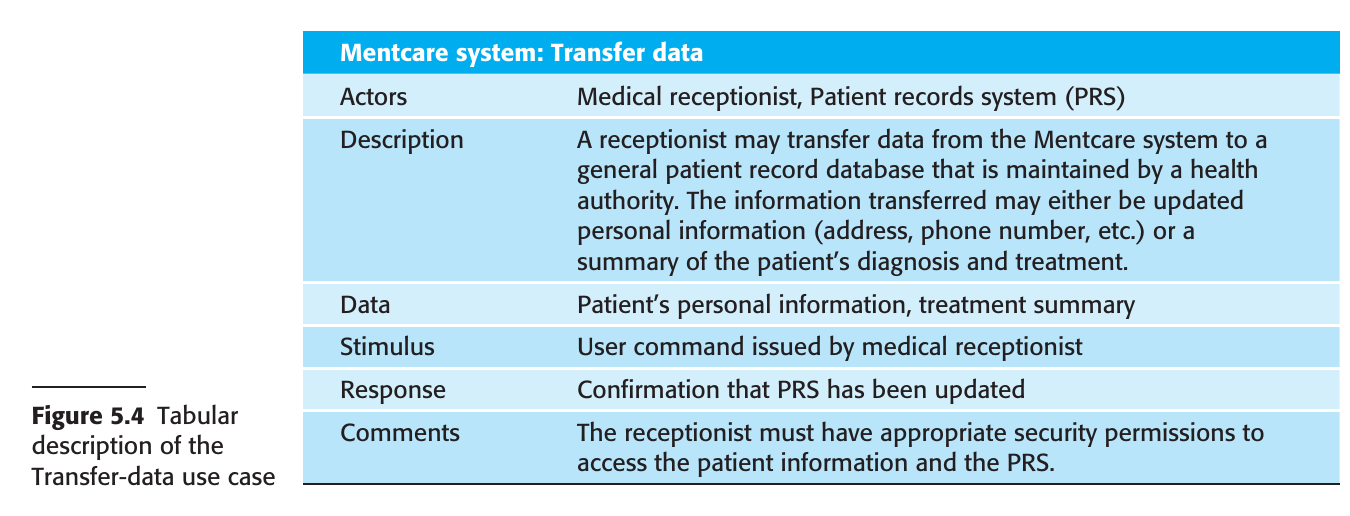 Mentcare system: Transfer data
Actors Medical receptionist, Patient records system (PRS)
Description A receptionist may transfer data from the Mentcare system to a
general patient record database that is maintained by a health
authority. The information transferred may either be updated
personal information (address, phone number, etc.) or a
summary of the patient’s diagnosis and treatment.
Data Patient’s personal information, treatment summary
Stimulus User command issued by medical receptionist
Response Confirmation that PRS has been updated
Comments The receptionist must have appropriate security permissions to
access the patient information and the PRS.
Figure 5.4 Tabular
description of the
Transfer-data use case